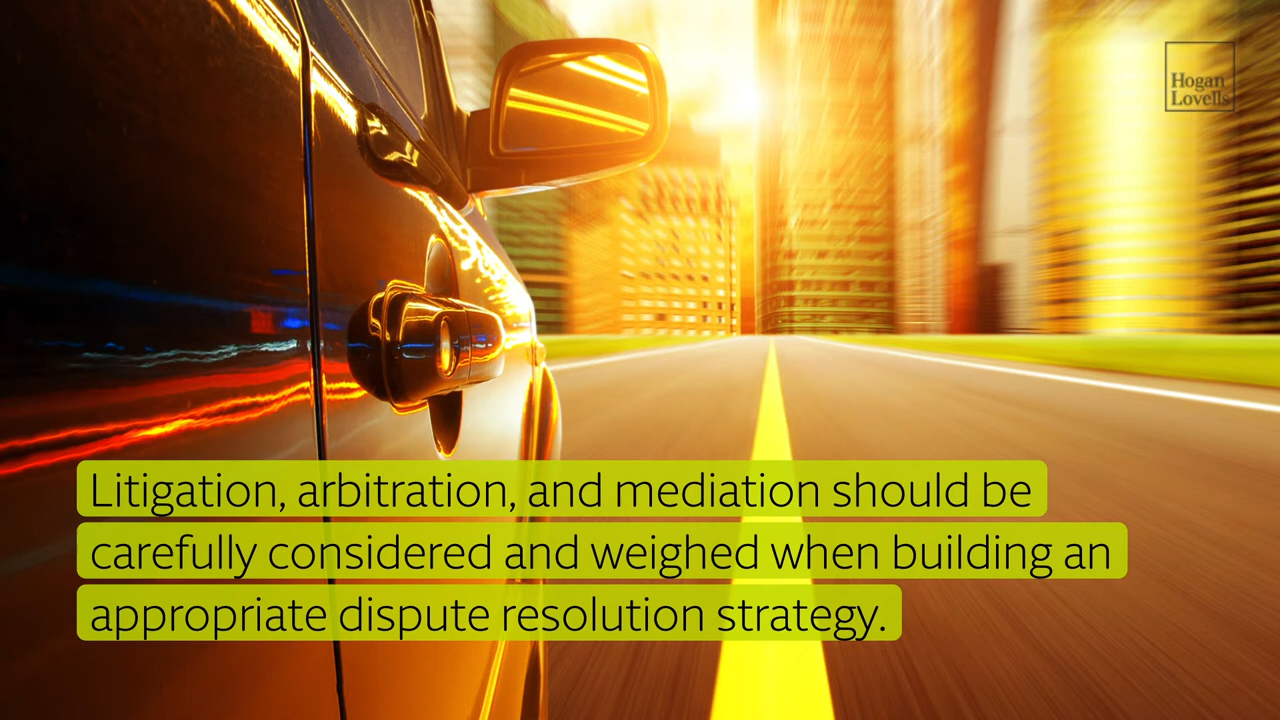 Hogan
Lovells
Litigation, arbitration, and mediation should be
carefully considered and weighed when building an
appropriate dispute resolution strategy.